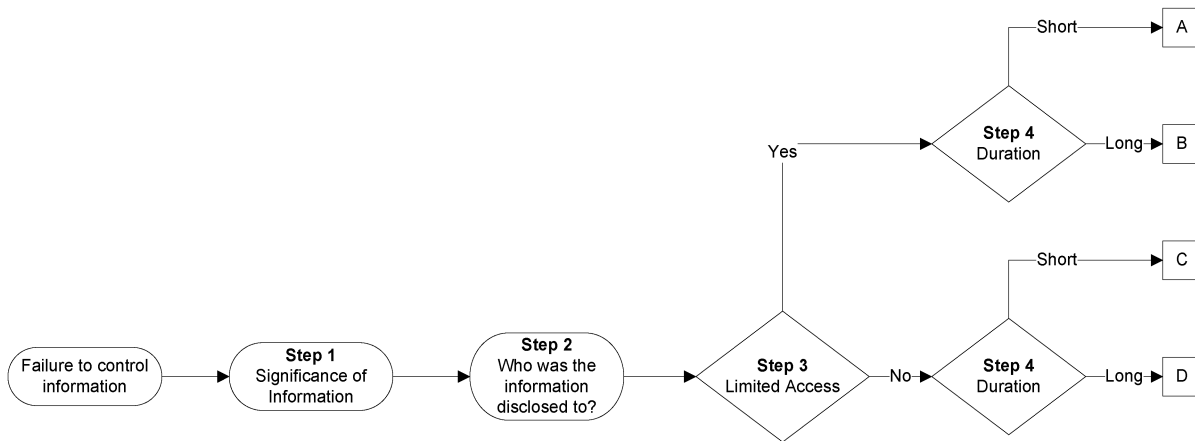 Short
A
Step 4
Duration
Yes
Long
B
Short
C
Failure to control
information
Step 1
Significance of
Information
Step 2
Who was the
information
disclosed to?
Step 3
Limited Access
No
Step 4
Duration
Long
D